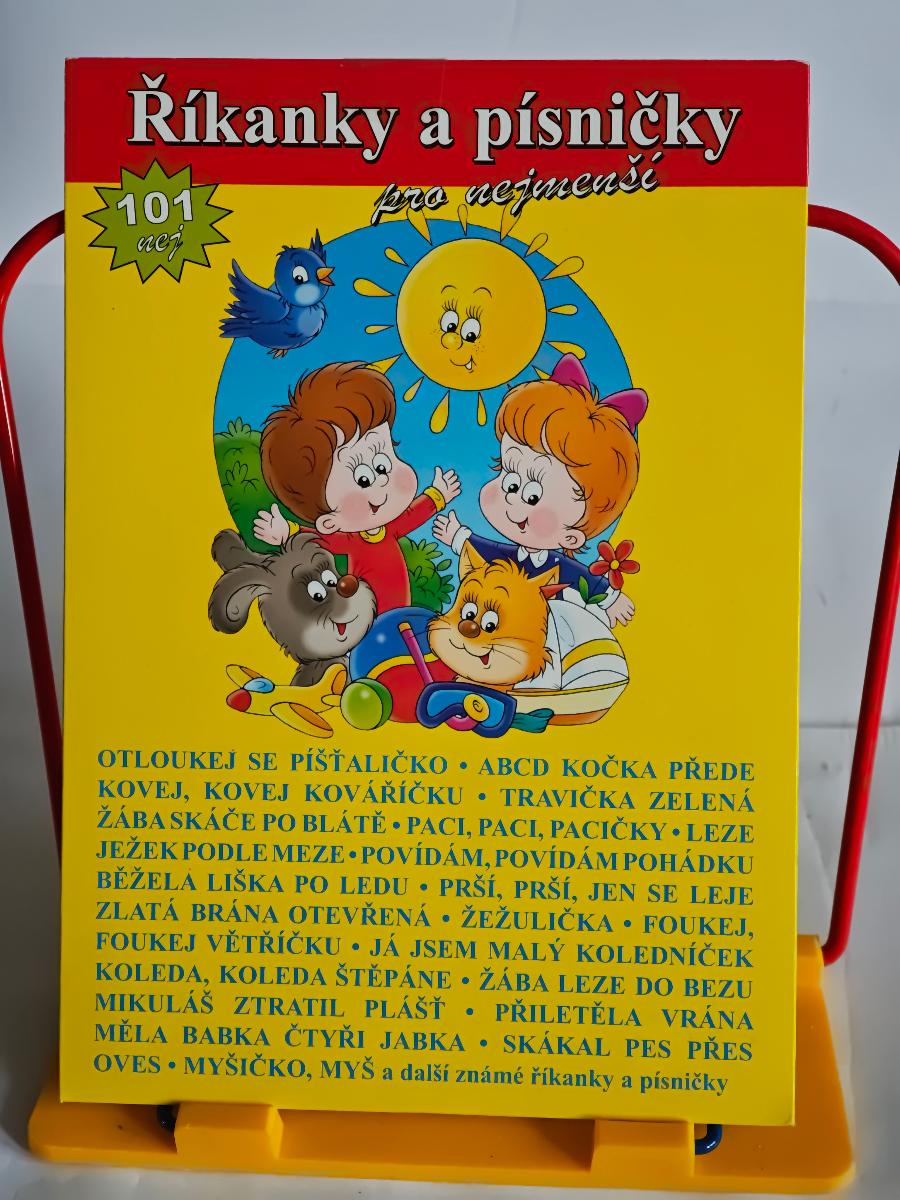 Říkanky a písničky
pro nejmenší
101
nej
OTLOUKEJ SE PÍŠŤALIČKO • ABCD KOČKA PŘEDE
KOVEJ, KOVEJ KOVÁŘÍČKU • TRAVIČKA ZELENÁ
ŽÁBA SKÁČE PO BLÁTĚ • PACI, PACI, PACIČKY • LEZE
JEŽEK PODLE MEZE • POVÍDÁM, POVÍDÁM POHÁDKU
BĚŽELA LIŠKA PO LEDU • PRŠÍ, PRŠÍ, JEN SE LEJE
ZLATÁ BRÁNA OTEVŘENÁ • ŽEŽULIČKA • FOUKEJ,
FOUKEJ VĚTŘÍČKU • JÁ JSEM MALÝ KOLEDNÍČEK
KOLEDA, KOLEDA ŠTĚPÁNE • ŽÁBA LEZE DO BEZU
MIKULÁŠ ZTRATIL PLÁŠŤ • PŘILETĚLA VRÁNA
MĚLA BABKA ČTYŘI JABKA • SKÁKAL PES PŘES
OVES • MYŠIČKO, MYŠ a další známé říkanky a písničky